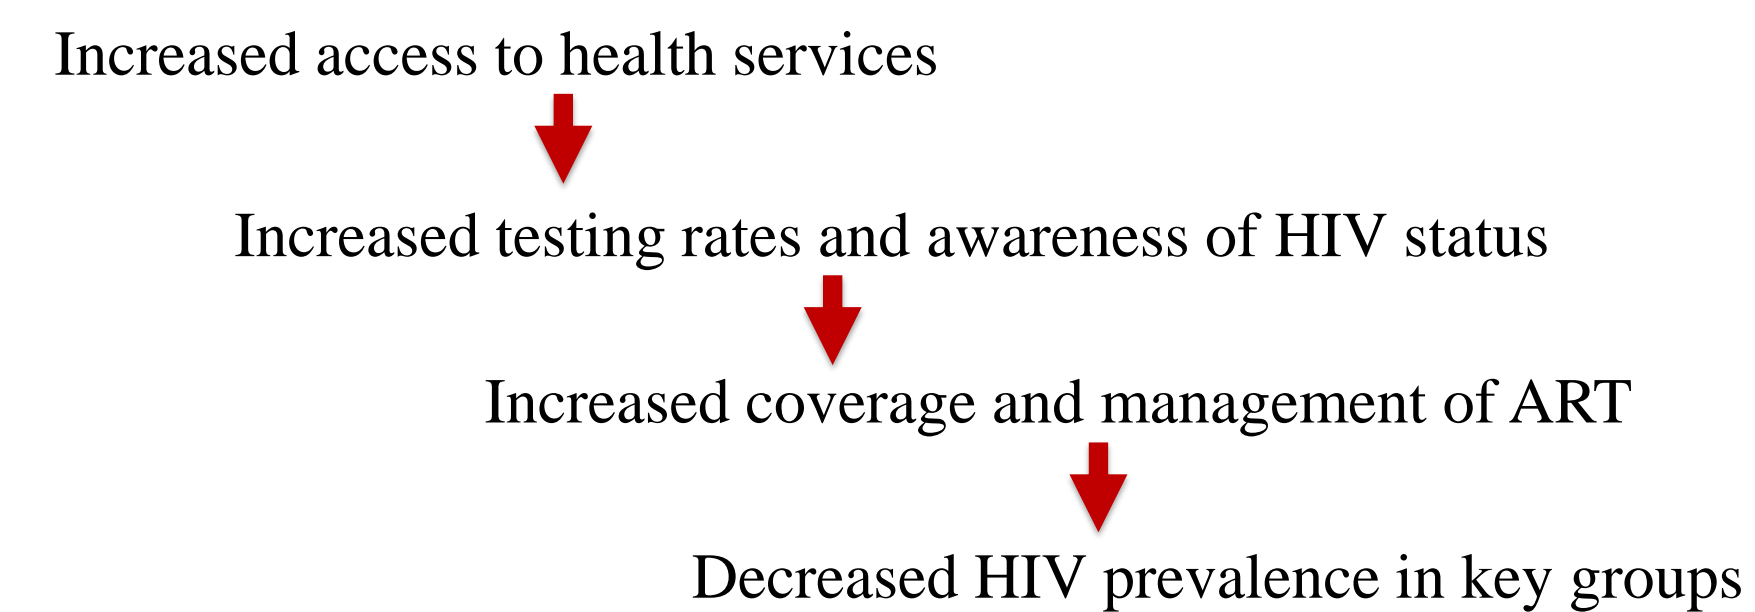 Increased access to health services
Increased testing rates and awareness of HIV status
Increased coverage and management of ART
Decreased HIV prevalence in key groups